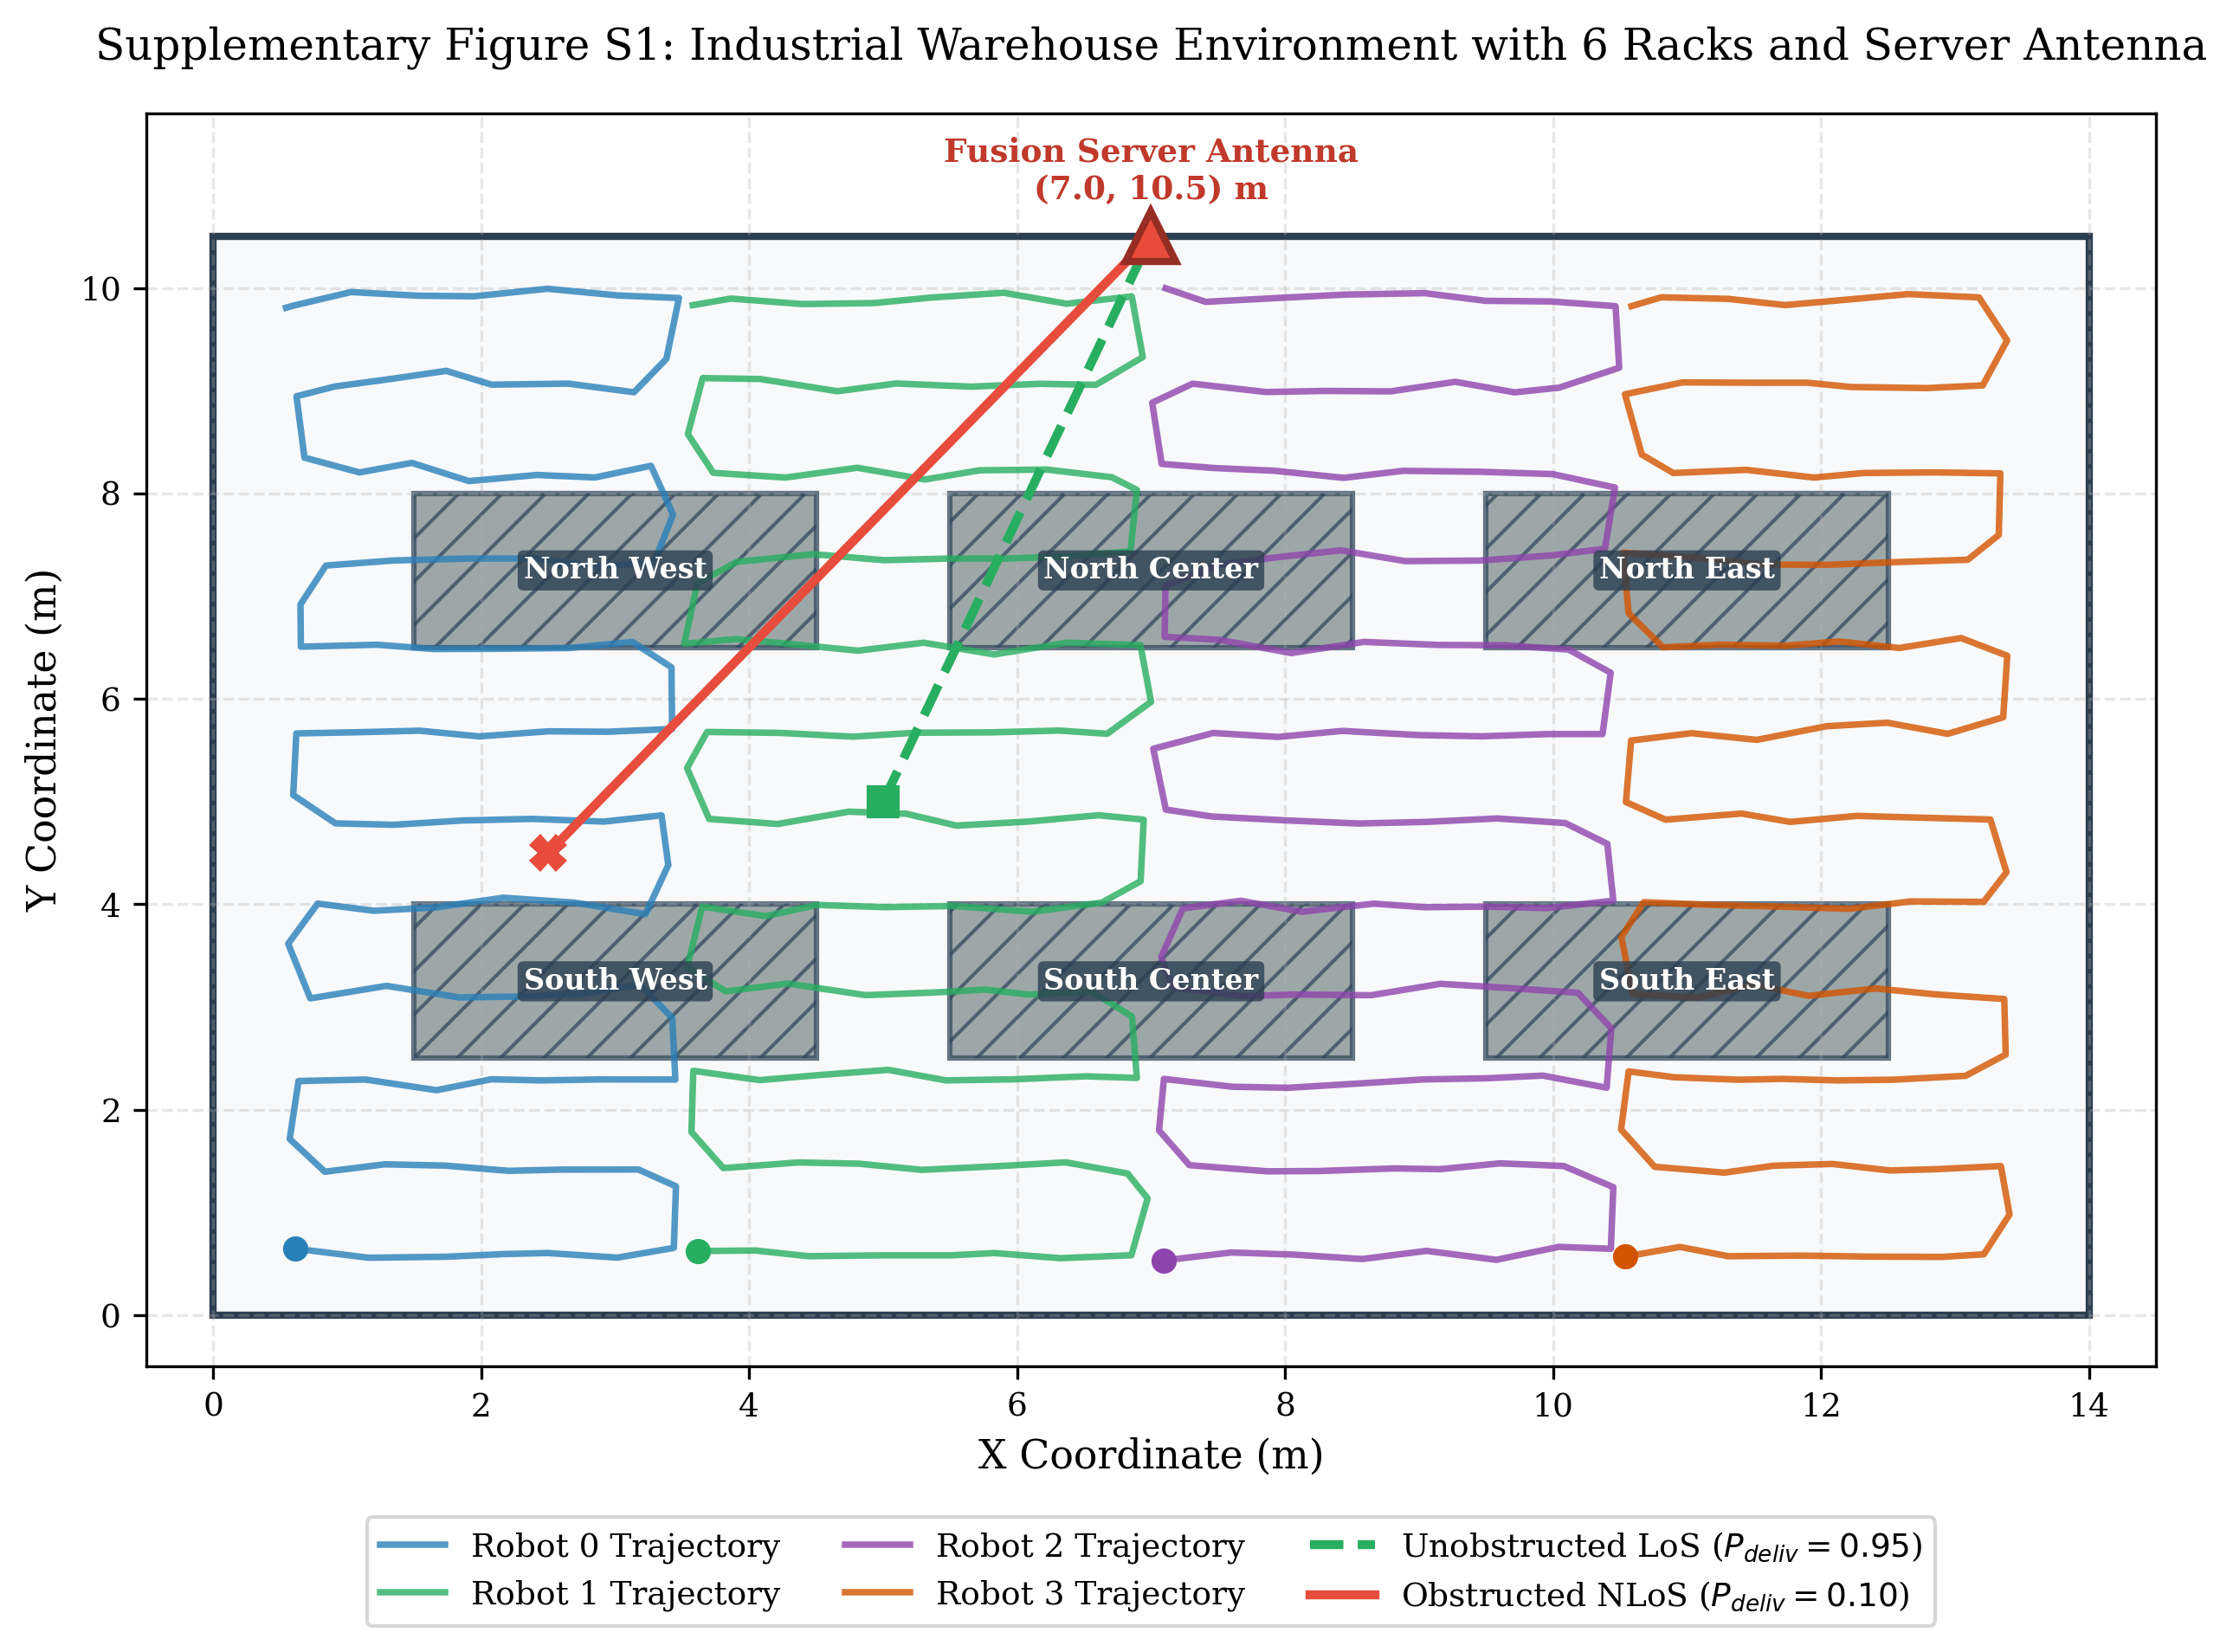 Supplementary Figure S1: Industrial Warehouse Environment with 6 Racks and Server Antenna
Fusion Server Antenna
(7.0, 10.5) m
Y Coordinate (m)
10
8
6
4
2
0
North West
North Center
North East
South West
South Center
South East
0
2
4
6
8
10
12
14
X Coordinate (m)
Robot 0 Trajectory
Robot 1 Trajectory
Robot 2 Trajectory
Robot 3 Trajectory
Unobstructed LoS (P_deliv = 0.95)
Obstructed NLoS (P_deliv = 0.10)